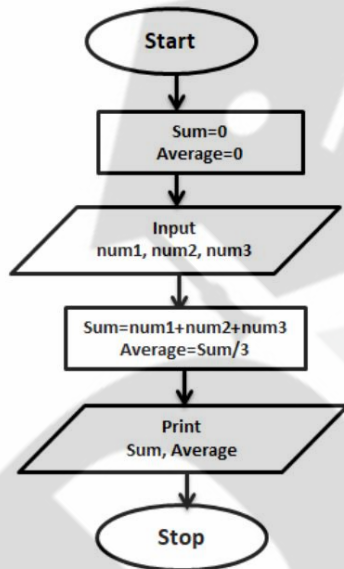 Start
Sum=0
Average=0
Input
num1, num2, num3
Sum=num1+num2+num3
Average=Sum/3
Print
Sum, Average
Stop